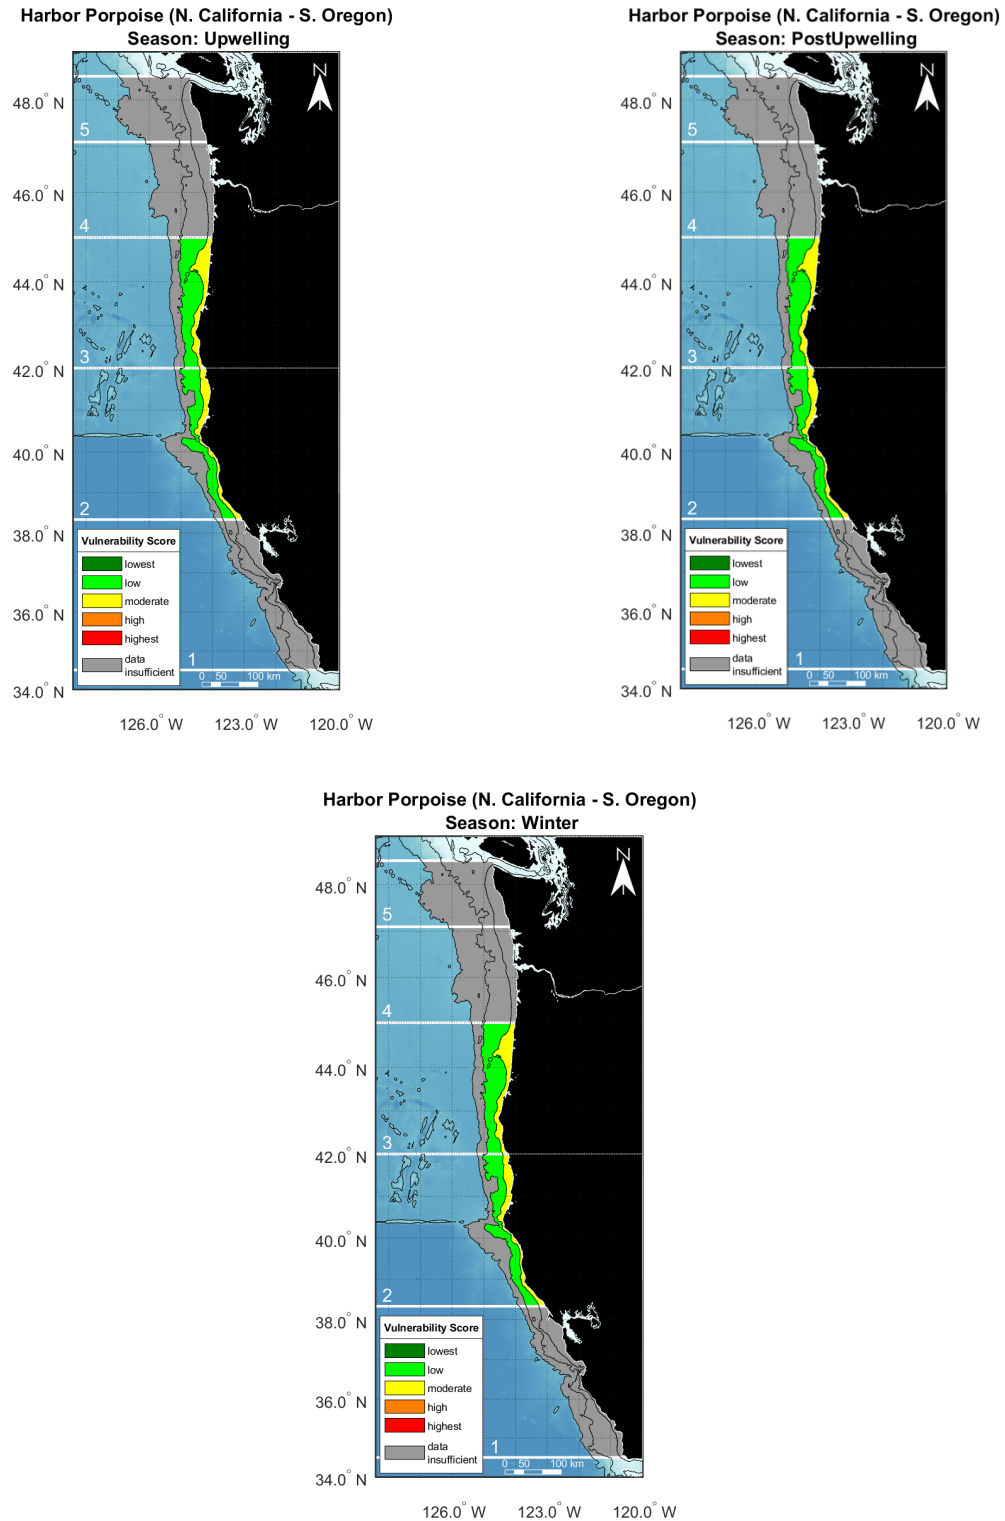 Harbor Porpoise (N. California - S. Oregon)
Season: Upwelling
N
48.0° N
5
46.0° N
4
44.0° N
3
42.0° N
40.0° N
2
38.0° N
Vulnerability Score
lowest
low
moderate
high
highest
data
insufficient
36.0° N
1
0 50 100 km
34.0° N
126.0° W 123.0° W 120.0° W
Harbor Porpoise (N. California - S. Oregon)
Season: PostUpwelling
N
48.0° N
5
46.0° N
4
44.0° N
3
42.0° N
40.0° N
2
38.0° N
Vulnerability Score
lowest
low
moderate
high
highest
data
insufficient
36.0° N
1
0 50 100 km
34.0° N
126.0° W 123.0° W 120.0° W
Harbor Porpoise (N. California - S. Oregon)
Season: Winter
N
48.0° N
5
46.0° N
4
44.0° N
3
42.0° N
40.0° N
2
38.0° N
Vulnerability Score
lowest
low
moderate
high
highest
data
insufficient
36.0° N
1
0 50 100 km
34.0° N
126.0° W 123.0° W 120.0° W